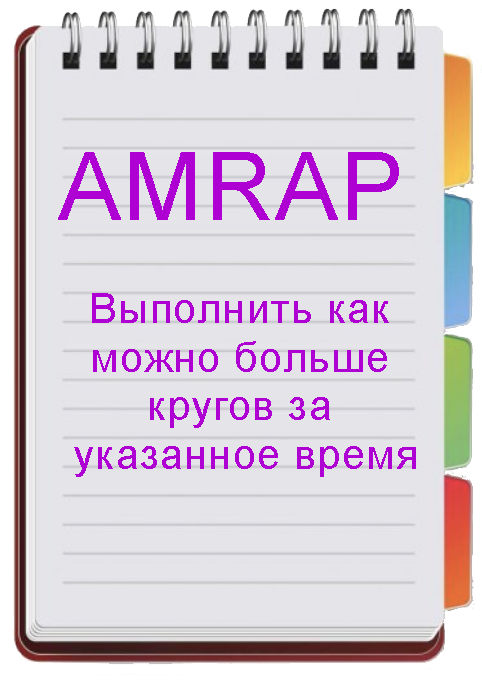 AMRAP
Выполнить как
можно больше
кругов за
указанное время